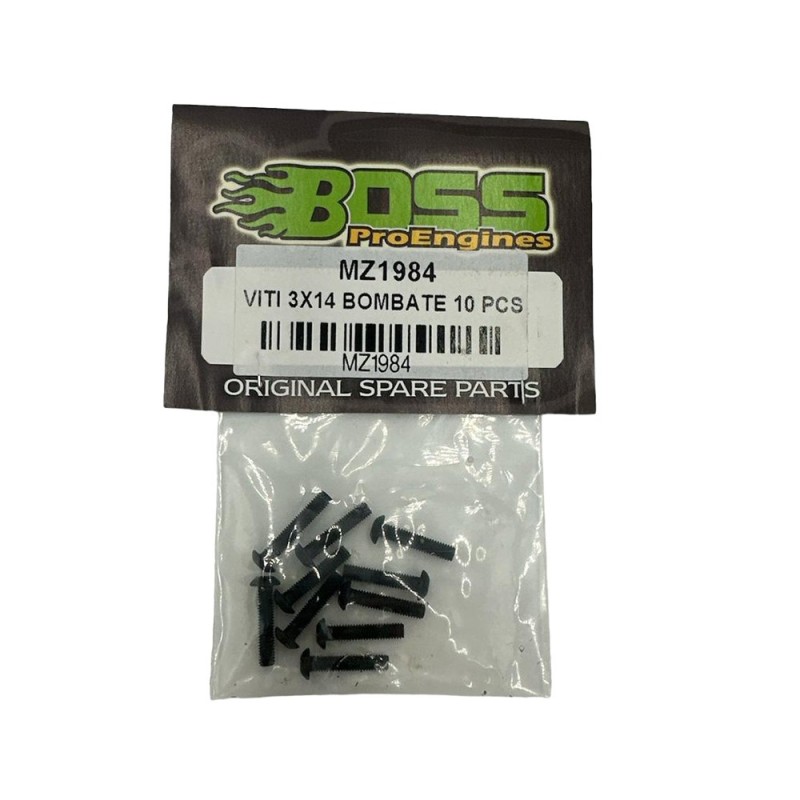 BOSS
ProEngines
MZ1984
VITI 3X14 BOMBATE 10 PCS
MZ1984
ORIGINAL SPARE PARTS